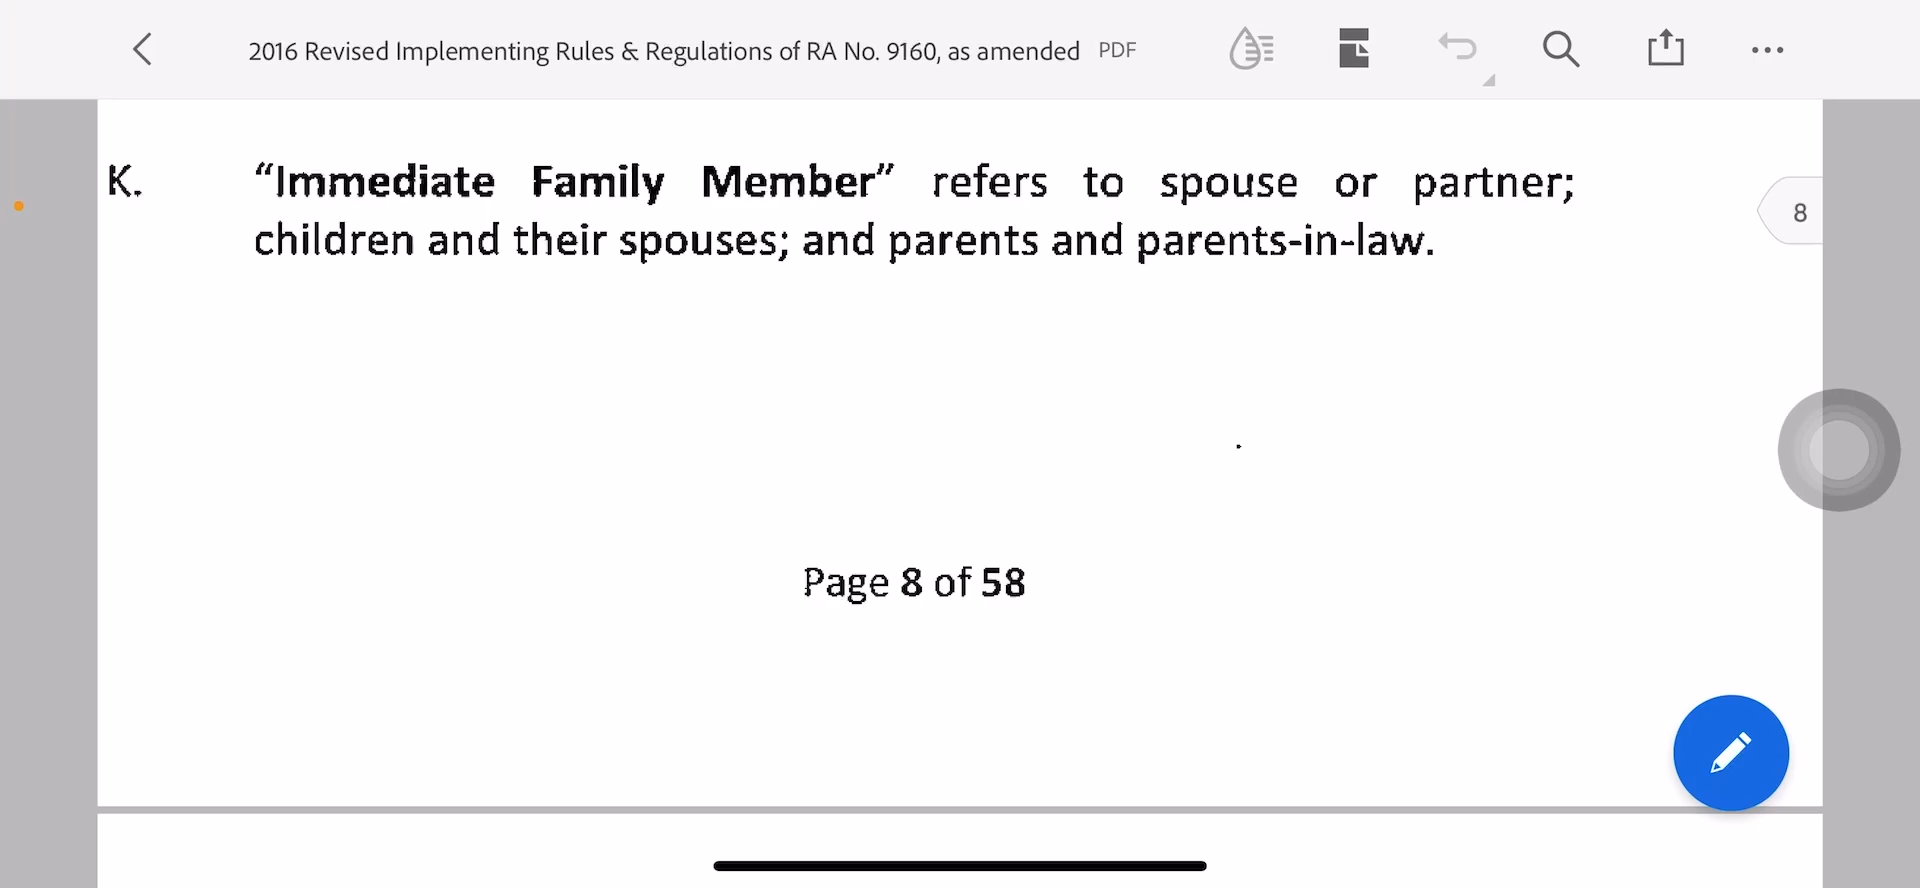 2016 Revised Implementing Rules & Regulations of RA No. 9160, as amended PDF
K. “Immediate Family Member” refers to spouse or partner;
8
children and their spouses; and parents and parents-in-law.
Page 8 of 58